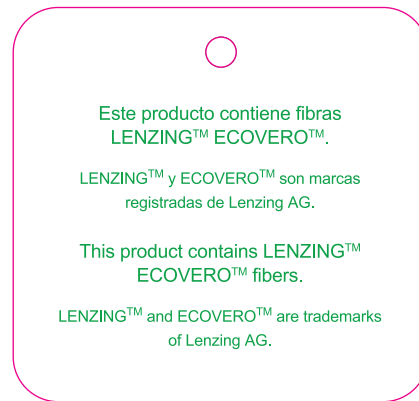 Este producto contiene fibras
LENZING™ ECOVERO™.
LENZING™ y ECOVERO™ son marcas
registradas de Lenzing AG.
This product contains LENZING™
ECOVERO™ fibers.
LENZING™ and ECOVERO™ are trademarks
of Lenzing AG.